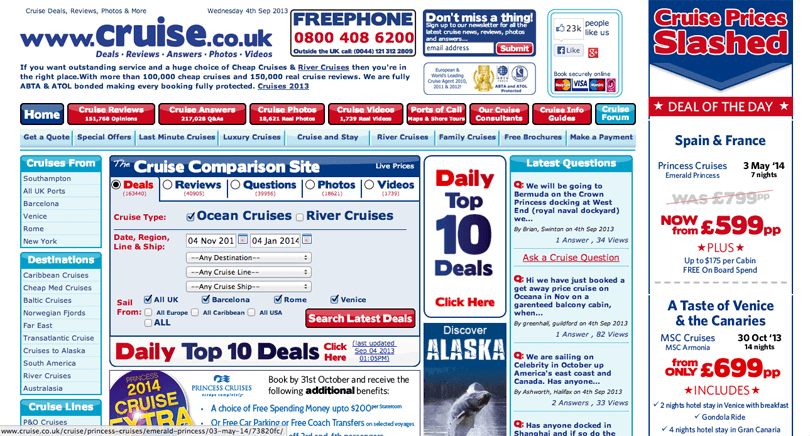 Cruise Deals, Reviews, Photos & More
Wednesday 4th Sep 2013
www.cruise.co.uk
Deals · Reviews · Answers · Photos · Videos
FREEPHONE
0800 408 6200
Outside the UK call (0044) 121 312 2809
Don't miss a thing!
Sign up to our newsletter for all the
latest cruise news, reviews, photos
and answers....
email address
Submit
European &
World's Leading
Cruise Agent 2010,
2011 & 2012!
ABTA and ATOL
Protected
23k
people
like
us
Like
g+
Book securely online
If you want outstanding service and a huge choice of Cheap Cruises & River Cruises then you're in
the right place.With more than 100,000 cheap cruises and 150,000 real cruise reviews. We are fully
ABTA & ATOL bonded making every booking fully protected. Cruises 2013
Home
Cruise Reviews
151,768 Opinions
Cruise Answers
217,028 Q&As
Cruise Photos
18,621 Real Photos
Cruise Videos
1,739 Real Videos
Ports of Call
Maps & Shore Tours
Our Cruise
Consultants
Cruise Info
Guides
Cruise
Forum
Get a Quote
Special Offers
Last Minute Cruises
Luxury Cruises
Cruise and Stay
River Cruises
Family Cruises
Free Brochures
Make a Payment
Cruises From
Southampton
All UK Ports
Barcelona
Venice
Rome
New York
Destinations
Caribbean Cruises
Cheap Med Cruises
Baltic Cruises
Norwegian Fjords
Far East
Transatlantic Cruise
Cruises to Alaska
South America
River Cruises
Australasia
Cruise Lines
P&O Cruises
The Cruise Comparison Site
Live Prices
Deals
(163440)
Reviews
(40905)
Questions
(39956)
Photos
(18621)
Videos
(1739)
Cruise Type:
Ocean Cruises
River Cruises
Date, Region,
Line & Ship:
04 Nov 201
04 Jan 2014
--Any Destination--
--Any Cruise Line--
--Any Cruise Ship--
Sail
From:
All UK
Barcelona
Rome
Venice
All Europe
All Caribbean
All USA
ALL
Search Latest Deals
Daily Top 10 Deals
Click
Here
(last updated
Sep 04 2013
01:05PM)
PRINCESS
2014
CRUISE
EXTRA
PRINCESS CRUISES
escape completely
Book by 31st October and receive the
following additional benefits:
A choice of Free Spending Money upto $200 per Stateroom
Or Free Car Parking or Free Coach Transfers on selected voyages
Daily
Top
10
Deals
Click Here
Discover
ALASKA
Latest Questions
Q: We will be going to
Bermuda on the Crown
Princess docking at West
End (royal naval dockyard)
we...
By Brian, Swinton on 4th Sep 2013
1 Answer , 34 Views
Ask a Cruise Question
Q: Hi we have just booked a
get away price cruise on
Oceana in Nov on a
garenteed balcony cabin,
when...
By greenhall, guildford on 4th Sep 2013
1 Answer , 82 Views
Q: We are sailing on
Celebrity in October up
America's east coast and
Canada. Has anyone...
By Ashworth, Halifax on 4th Sep 2013
2 Answers , 33 Views
Q: Has anyone docked in
Shanghai and if so do the
Cruise Prices
Slashed
DEAL OF THE DAY
Spain & France
Princess Cruises
Emerald Princess
3 May '14
7 nights
WAS £799pp
NOW
from £599pp
PLUS
Up to $175 per Cabin
FREE On Board Spend
A Taste of Venice
& the Canaries
MSC Cruises
MSC Armonia
30 Oct '13
14 nights
from
ONLY £699pp
INCLUDES
2 nights hotel stay in Venice with breakfast
Gondola Ride
4 nights hotel stay in Gran Canaria
www.cruise.co.uk/cruise/princess-cruises/emerald-princess/03-may-14/73820fc/